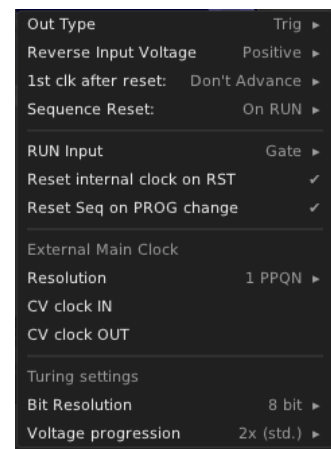 Out Type Trig ▸
Reverse Input Voltage Positive ▸
1st clk after reset: Don't Advance ▸
Sequence Reset: On RUN ▸
RUN Input Gate ▸
Reset internal clock on RST ✔
Reset Seq on PROG change ✔
External Main Clock
Resolution 1 PPQN ▸
CV clock IN
CV clock OUT
Turing settings
Bit Resolution 8 bit ▸
Voltage progression 2x (std.) ▸